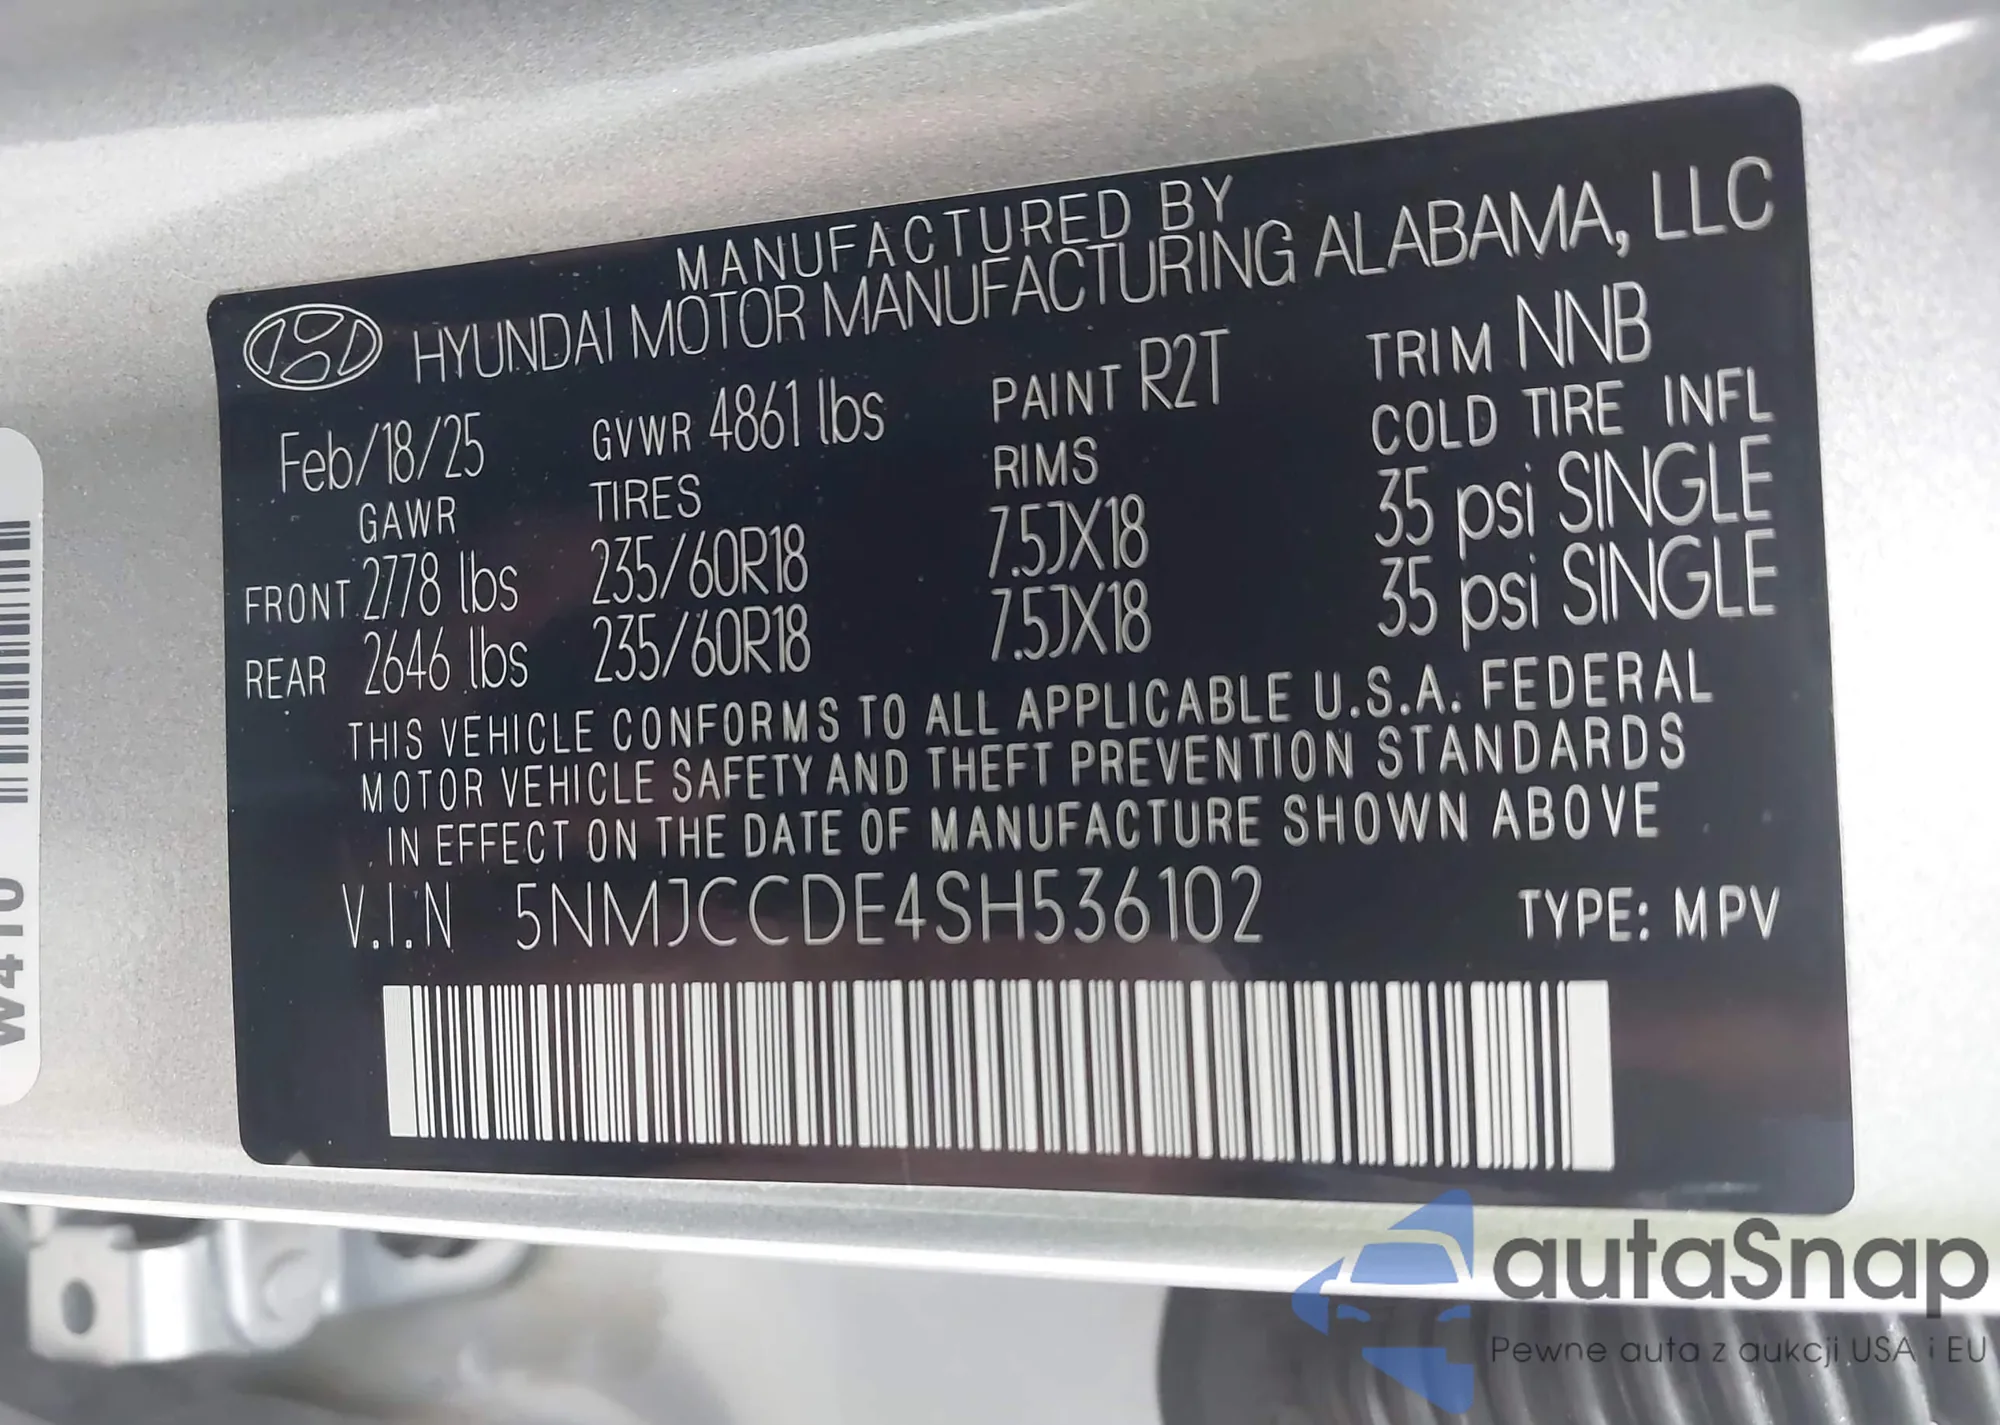 MANUFACTURED BY
HYUNDAI MOTOR MANUFACTURING ALABAMA, LLC
Feb/18/25 GVWR 4861 lbs PAINT R2T TRIM NNB
GAWR TIRES RIMS COLD TIRE INFL
FRONT 2778 lbs 235/60R18 7.5JX18 35 psi SINGLE
REAR 2646 lbs 235/60R18 7.5JX18 35 psi SINGLE
THIS VEHICLE CONFORMS TO ALL APPLICABLE U.S.A. FEDERAL
MOTOR VEHICLE SAFETY AND THEFT PREVENTION STANDARDS
IN EFFECT ON THE DATE OF MANUFACTURE SHOWN ABOVE
V.I.N 5NMJCCDE4SH536102 TYPE: MPV
W410
autaSnap
Pewne auta z aukcji USA i EU